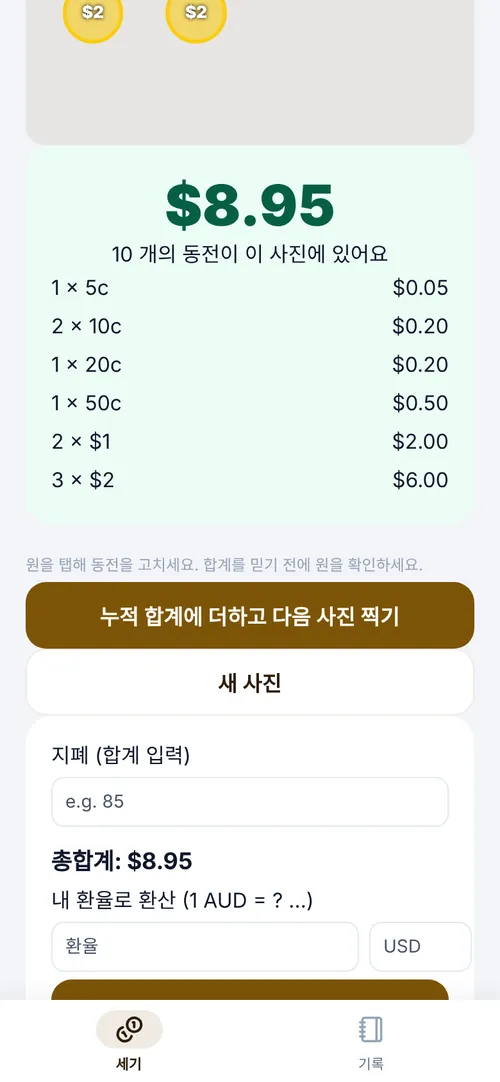 $2 $2
$8.95
10 개의 동전이 이 사진에 있어요
1 × 5c $0.05
2 × 10c $0.20
1 × 20c $0.20
1 × 50c $0.50
2 × $1 $2.00
3 × $2 $6.00
원을 탭해 동전을 고치세요. 합계를 믿기 전에 원을 확인하세요.
누적 합계에 더하고 다음 사진 찍기
새 사진
지폐 (합계 입력)
e.g. 85
총합계: $8.95
내 환율로 환산 (1 AUD = ? ...)
환율 USD
세기 기록